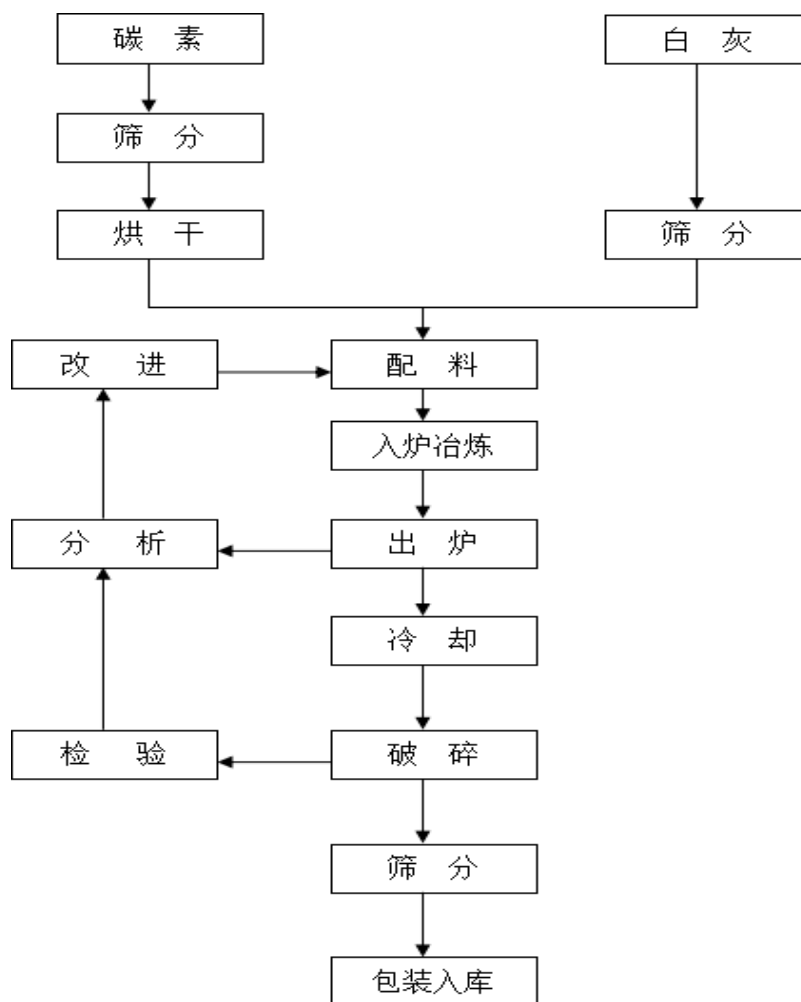 碳 素
白 灰
筛 分
烘 干
筛 分
改 进
配 料
入炉冶炼
分 析
出 炉
冷 却
检 验
破 碎
筛 分
包装入库